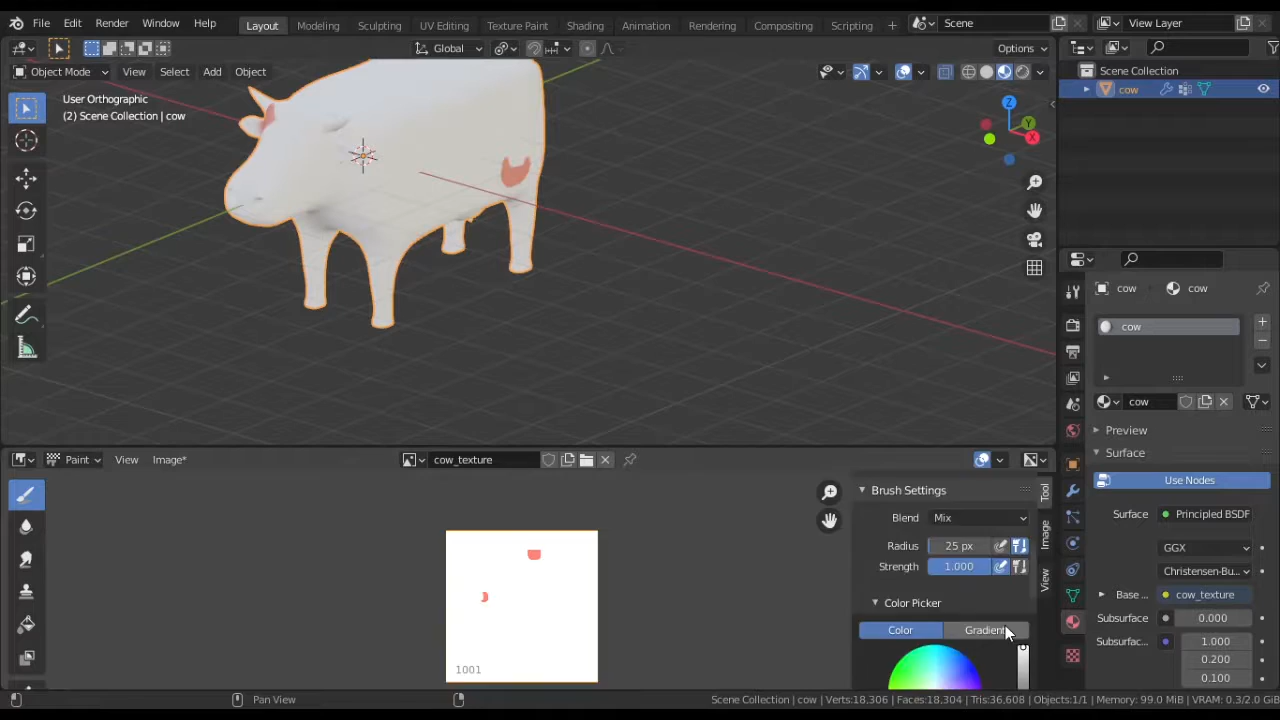 File Edit Render Window Help Layout Modeling Sculpting UV Editing Texture Paint Shading Animation Rendering Compositing Scripting + Scene View Layer
Global Options
Object Mode View Select Add Object
User Orthographic
(2) Scene Collection | cow
Z
Y
X
Scene Collection
cow
cow cow
cow
cow
Preview
Surface
Use Nodes
Surface Principled BSDF
GGX
Christensen-Bu...
Base ... cow_texture
Subsurface 0.000
Subsurfac... 1.000
0.200
0.100
Paint View Image* cow_texture
Brush Settings
Blend Mix
Radius 25 px
Strength 1.000
Color Picker
Color Gradient
Tool
Image
View
1001
Pan View Scene Collection | cow | Verts:18,306 | Faces:18,304 | Tris:36,608 | Objects:1/1 | Memory: 99.0 MiB | VRAM: 0.3/2.0 GiB